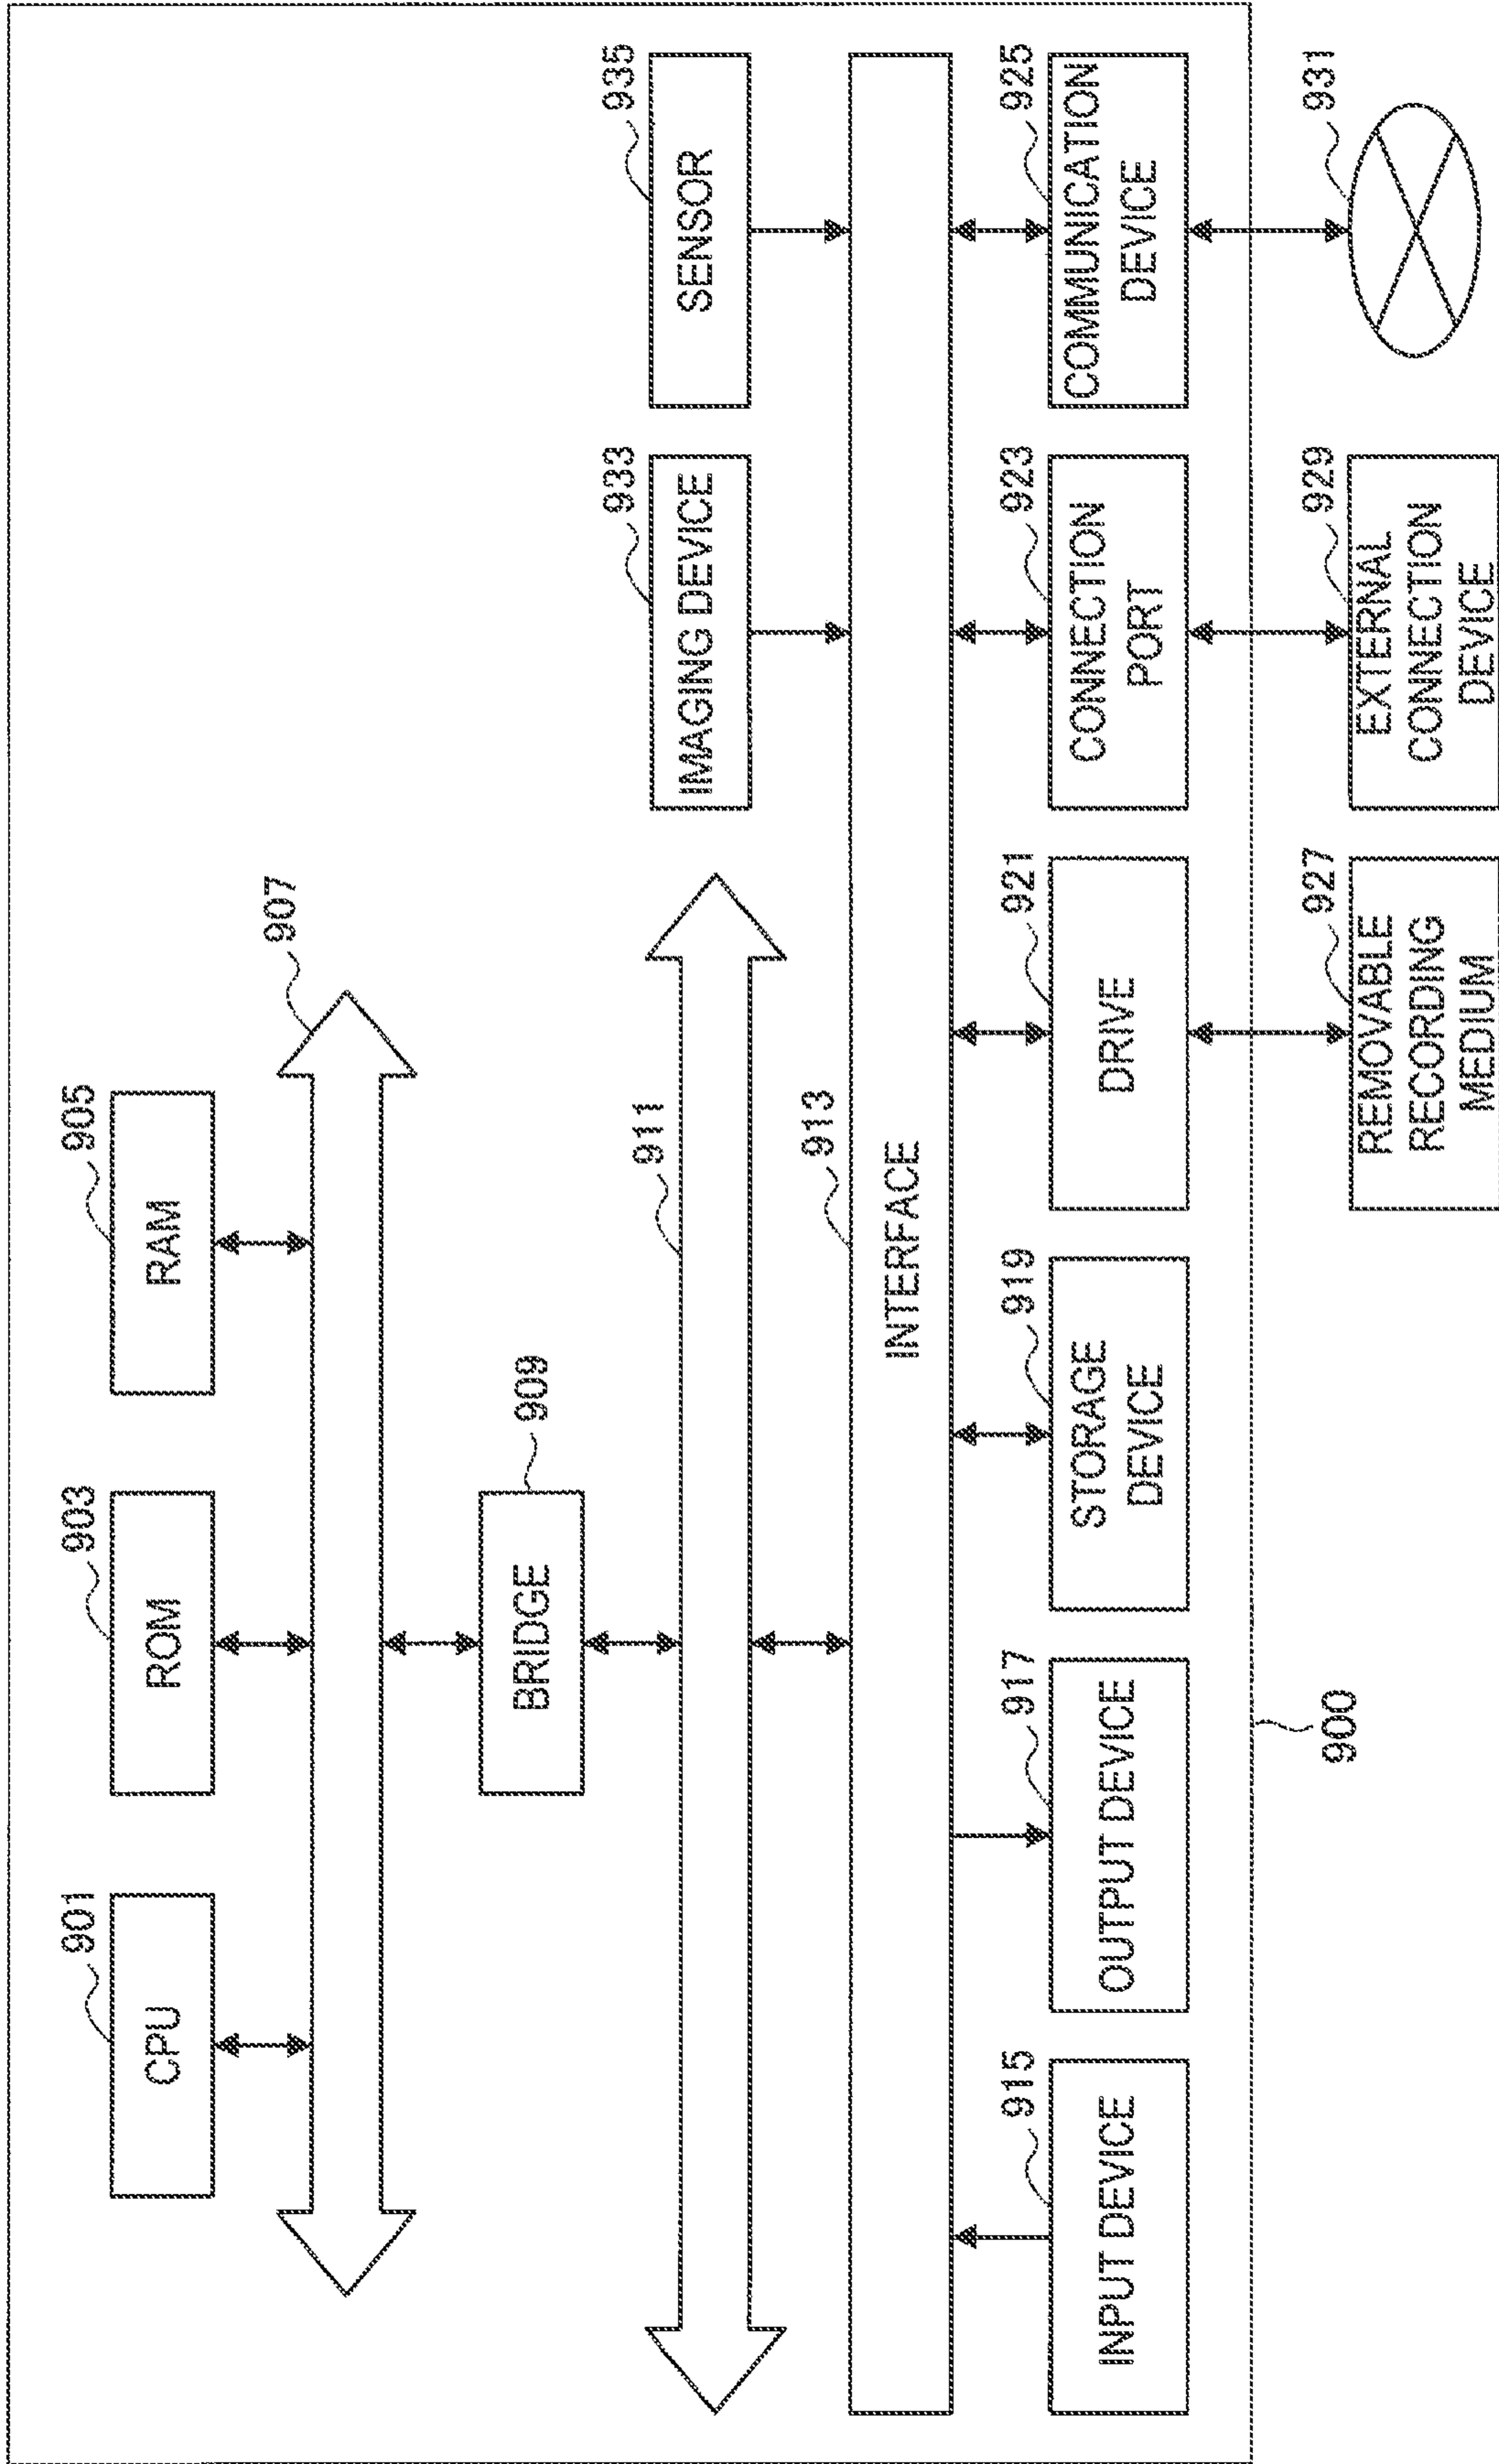 901
CPU
903
ROM
905
RAM
907
909
BRIDGE
911
933
IMAGING DEVICE
935
SENSOR
913
INTERFACE
915
INPUT DEVICE
917
OUTPUT DEVICE
919
STORAGE
DEVICE
921
DRIVE
923
CONNECTION
PORT
925
COMMUNICATION
DEVICE
900
927
REMOVABLE
RECORDING
MEDIUM
929
EXTERNAL
CONNECTION
DEVICE
931